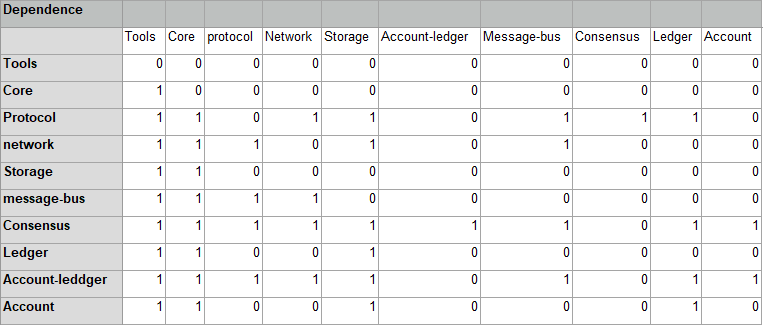 Dependence
Tools Core protocol Network Storage Account-ledger Message-bus Consensus Ledger Account
Tools 0 0 0 0 0 0 0 0 0 0
Core 1 0 0 0 0 0 0 0 0 0
Protocol 1 1 0 1 1 0 1 1 1 0
network 1 1 1 0 1 0 1 0 0 0
Storage 1 1 0 0 0 0 0 0 0 0
message-bus 1 1 1 1 0 0 0 0 0 0
Consensus 1 1 1 1 1 1 1 0 1 1
Ledger 1 1 0 0 1 0 0 0 0 0
Account-leddger 1 1 1 1 1 0 1 0 1 1
Account 1 1 0 0 1 0 0 0 1 0